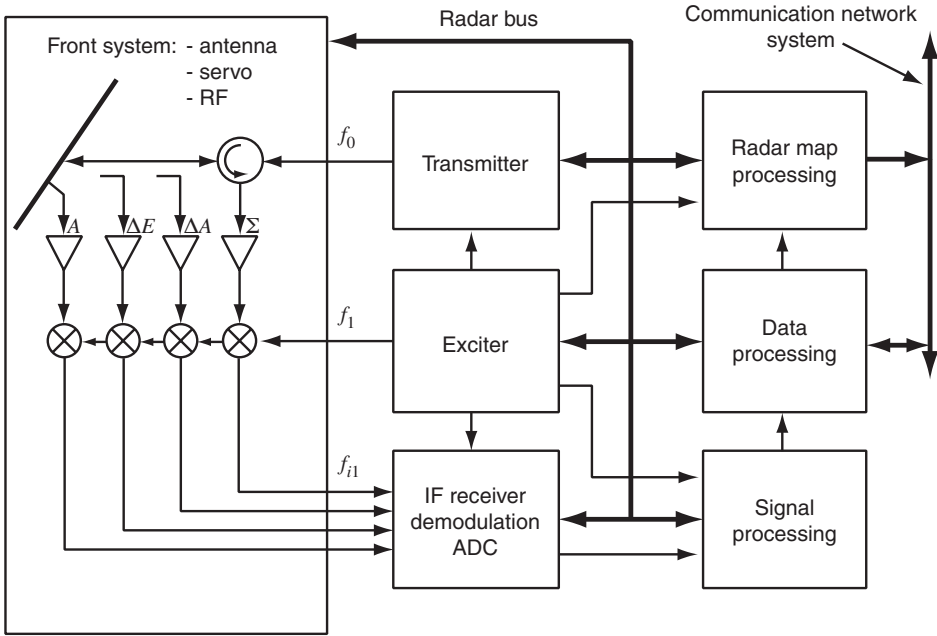 Radar bus
Communication network
system
Front system: - antenna
- servo
- RF
f0
Transmitter
Radar map
processing
A
ΔE
ΔA
Σ
f1
Exciter
Data
processing
fi1
IF receiver
demodulation
ADC
Signal
processing